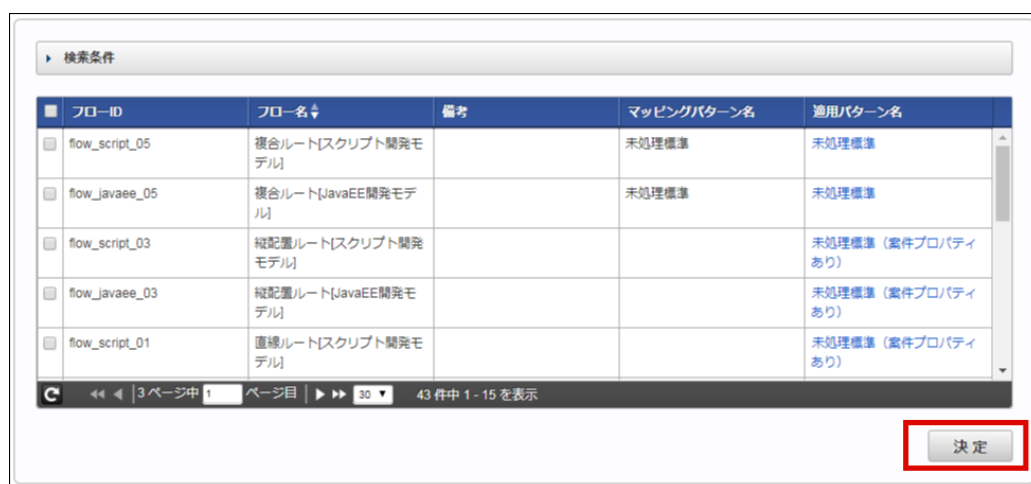 検索条件
フローID フロー名 備考 マッピングパターン名 適用パターン名
flow_script_05 複合ルート[スクリプト開発モ 未処理標準 未処理標準
デル]
flow_javaee_05 複合ルート[JavaEE開発モデ 未処理標準 未処理標準
ル]
flow_script_03 縦配置ルート[スクリプト開発 未処理標準（案件プロパティ
モデル] あり）
flow_javaee_03 縦配置ルート[JavaEE開発モ 未処理標準（案件プロパティ
デル] あり）
flow_script_01 直線ルート[スクリプト開発モ 未処理標準（案件プロパティ
デル] あり）
3 ページ中 1 ページ目 30 43 件中 1 - 15 を表示
決定